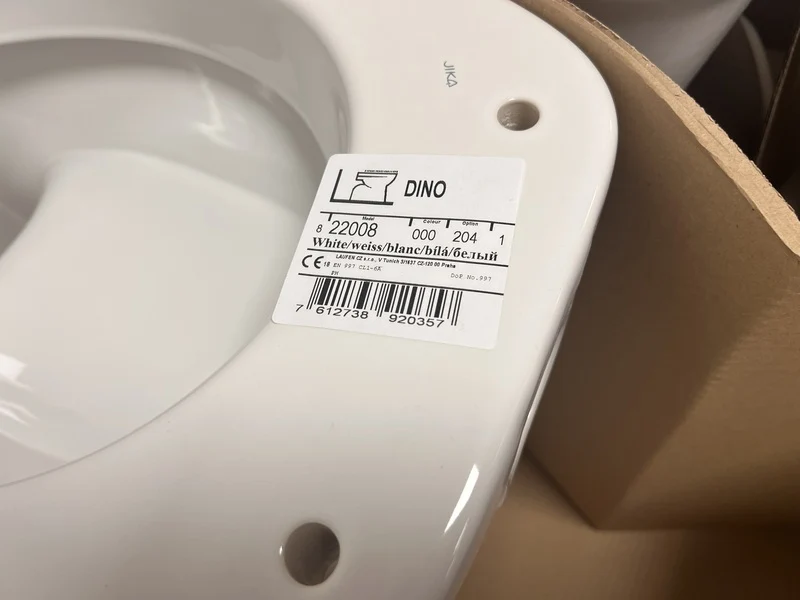 JIKA
DINO
Model Colour Option
8 22008 000 204 1
White/weiss/blanc/bílá/белый
LAUFEN CZ s.r.o., V Tunich 3/1637 CZ-120 00 Praha
CE 18 EN 997 CL1-6A DoP No.997
7 612738 920357